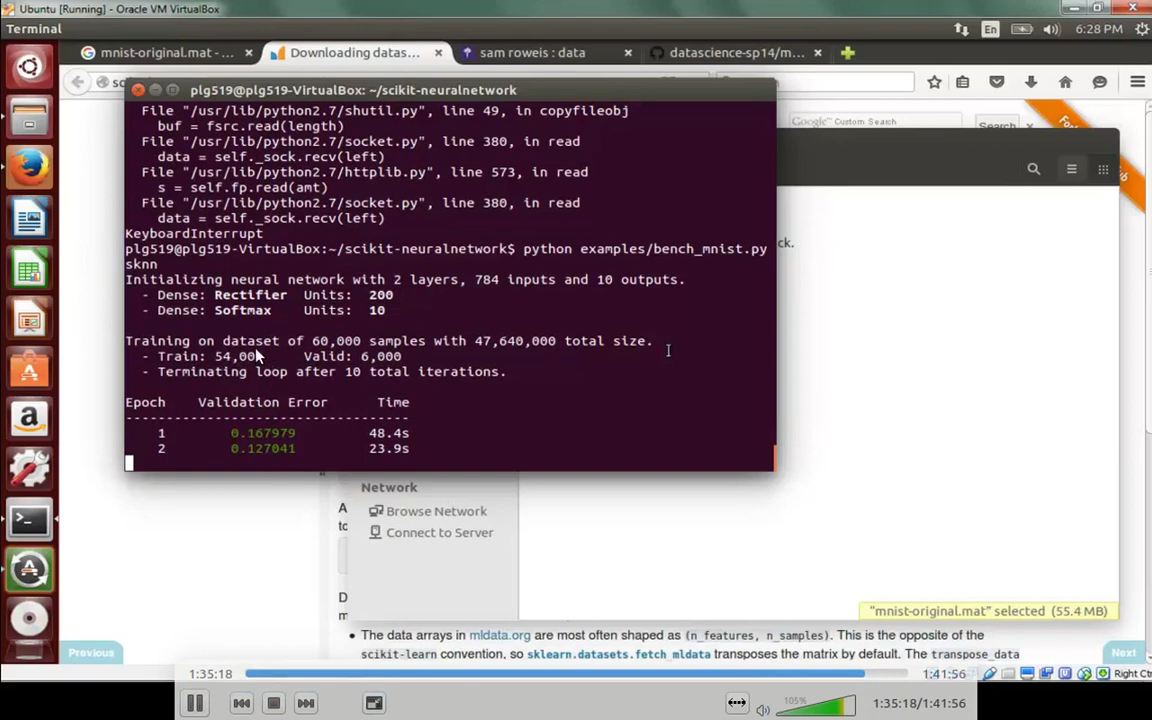 Ubuntu [Running] - Oracle VM VirtualBox
Terminal
En
6:28 PM
mnist-original.mat - ...
Downloading datas...
sam roweis : data
datascience-sp14/m...
plg519@plg519-VirtualBox: ~/scikit-neuralnetwork
Google™ Custom Search
Search
File "/usr/lib/python2.7/shutil.py", line 49, in copyfileobj
buf = fsrc.read(length)
File "/usr/lib/python2.7/socket.py", line 380, in read
data = self._sock.recv(left)
File "/usr/lib/python2.7/httplib.py", line 573, in read
s = self.fp.read(amt)
File "/usr/lib/python2.7/socket.py", line 380, in read
data = self._sock.recv(left)
KeyboardInterrupt
plg519@plg519-VirtualBox:~/scikit-neuralnetwork$ python examples/bench_mnist.py
sknn
Initializing neural network with 2 layers, 784 inputs and 10 outputs.
- Dense: Rectifier Units: 200
- Dense: Softmax Units: 10
Training on dataset of 60,000 samples with 47,640,000 total size.
- Train: 54,000 Valid: 6,000
- Terminating loop after 10 total iterations.
Epoch Validation Error Time
----------------------------------------
1 0.167979 48.4s
2 0.127041 23.9s
ck.
Network
Browse Network
Connect to Server
"mnist-original.mat" selected (55.4 MB)
• The data arrays in mldata.org are most often shaped as (n_features, n_samples). This is the opposite of the
scikit-learn convention, so sklearn.datasets.fetch_mldata transposes the matrix by default. The transpose_data
Previous
Next
1:35:18
1:41:56
Right Ctr
105%
1:35:18/1:41:56